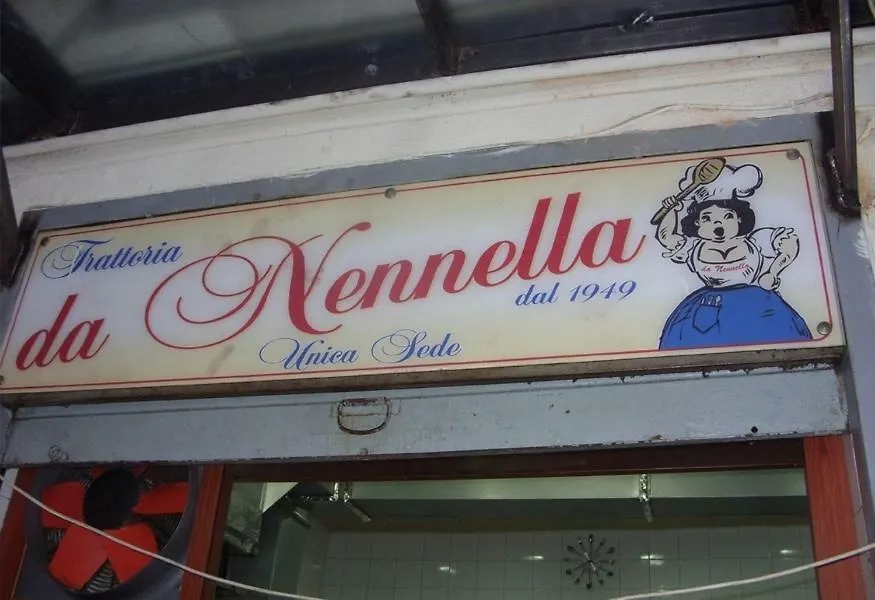 Trattoria
da Nennella
dal 1949
Unica Sede
da Nennella